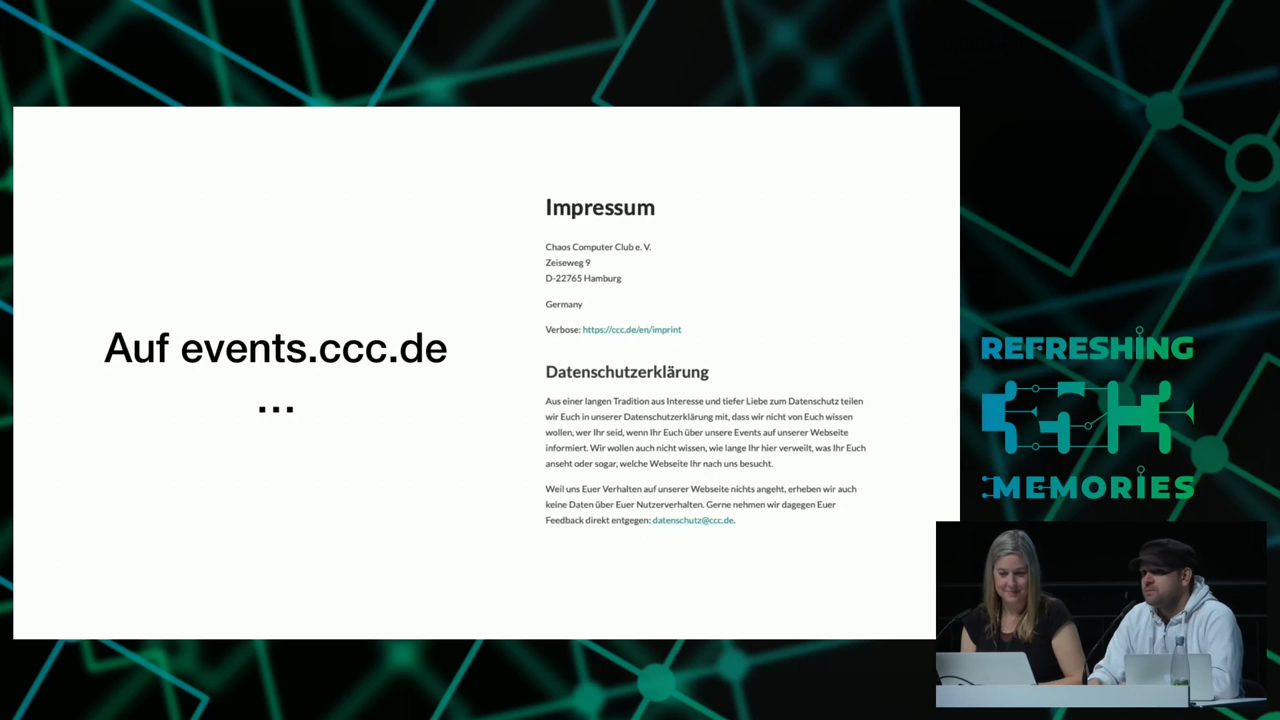 Auf events.ccc.de
...
Impressum
Chaos Computer Club e. V.
Zeiseweg 9
D-22765 Hamburg
Germany
Verbose: https://ccc.de/en/imprint
Datenschutzerklärung
Aus einer langen Tradition aus Interesse und tiefer Liebe zum Datenschutz teilen
wir Euch in unserer Datenschutzerklärung mit, dass wir nicht von Euch wissen
wollen, wer Ihr seid, wenn Ihr Euch über unsere Events auf unserer Webseite
informiert. Wir wollen auch nicht wissen, wie lange Ihr hier verweilt, was Ihr Euch
anseht oder sogar, welche Webseite Ihr nach uns besucht.
Weil uns Euer Verhalten auf unserer Webseite nichts angeht, erheben wir auch
keine Daten über Euer Nutzerverhalten. Gerne nehmen wir dagegen Euer
Feedback direkt entgegen: datenschutz@ccc.de.
REFRESHING
MEMORIES